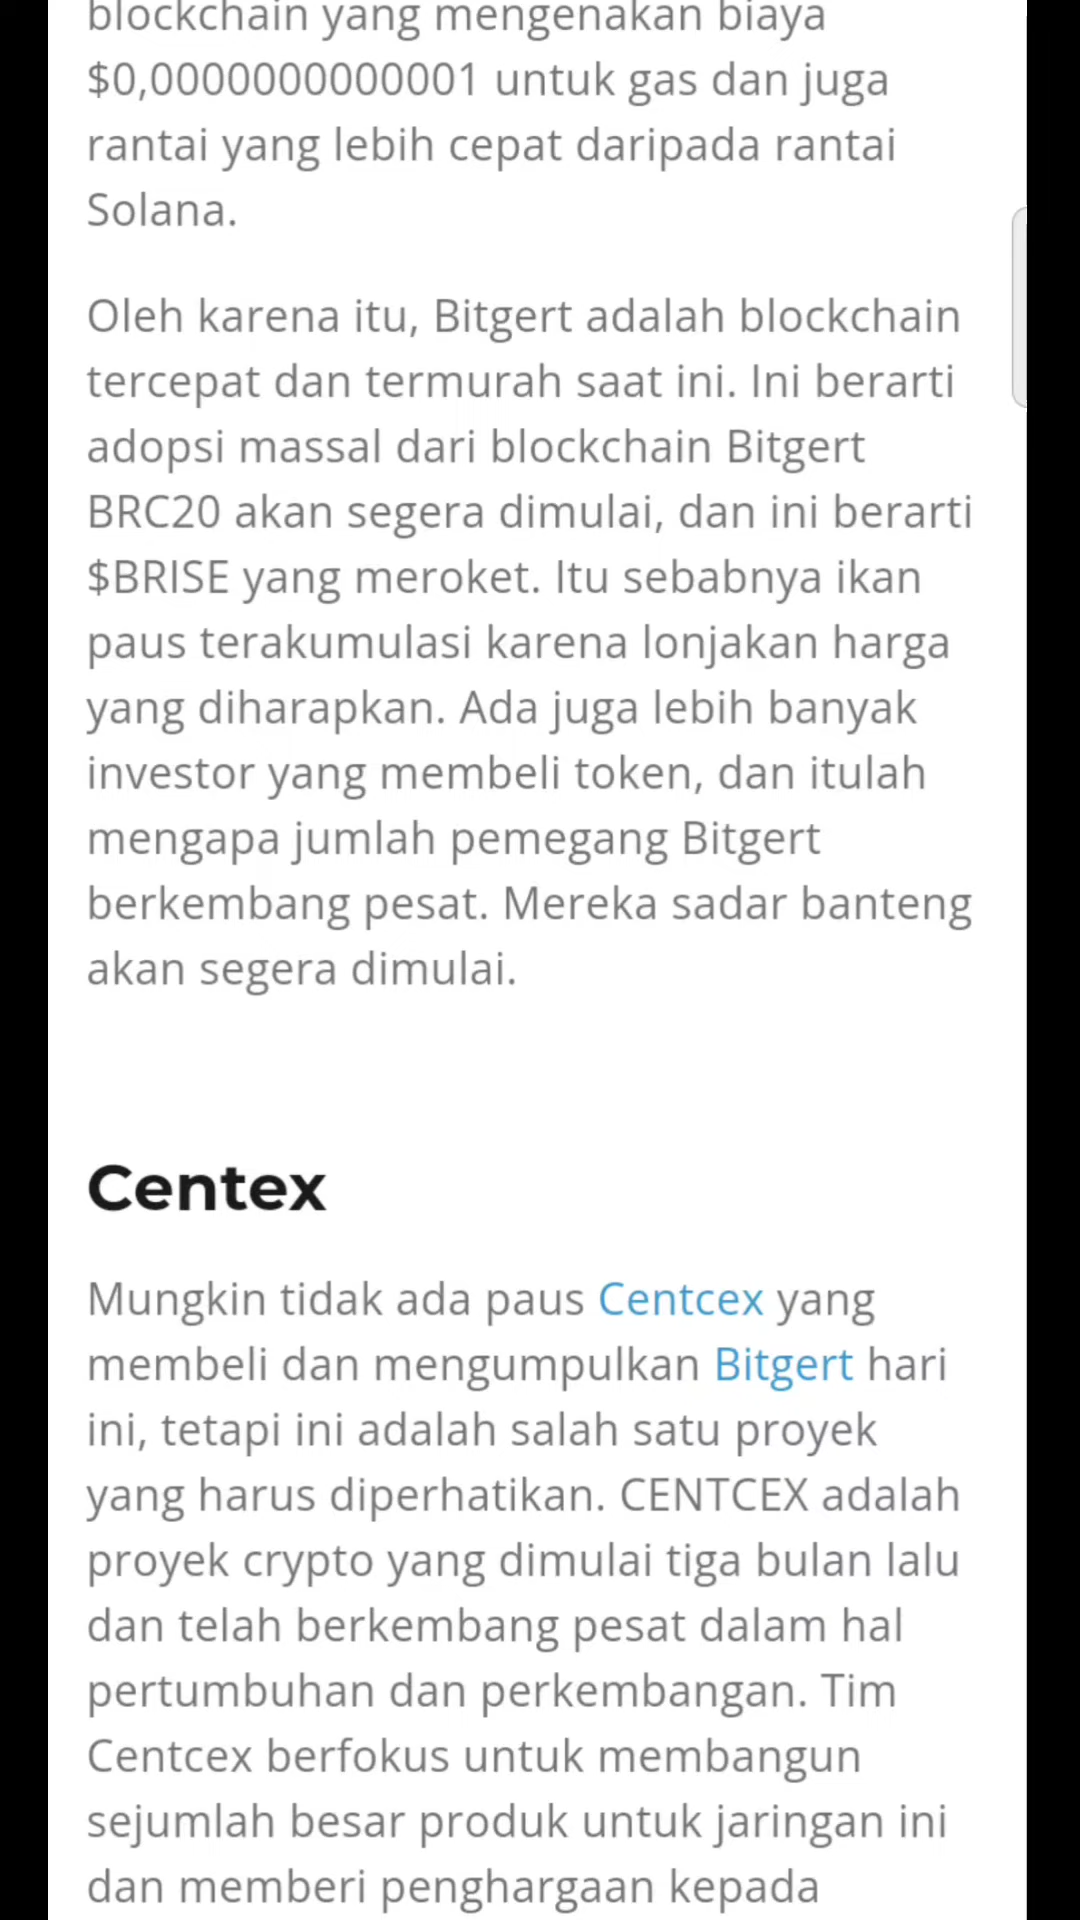 blockchain yang mengenakan biaya
$0,0000000000001 untuk gas dan juga
rantai yang lebih cepat daripada rantai
Solana.
Oleh karena itu, Bitgert adalah blockchain
tercepat dan termurah saat ini. Ini berarti
adopsi massal dari blockchain Bitgert
BRC20 akan segera dimulai, dan ini berarti
$BRISE yang meroket. Itu sebabnya ikan
paus terakumulasi karena lonjakan harga
yang diharapkan. Ada juga lebih banyak
investor yang membeli token, dan itulah
mengapa jumlah pemegang Bitgert
berkembang pesat. Mereka sadar banteng
akan segera dimulai.
Centex
Mungkin tidak ada paus Centcex yang
membeli dan mengumpulkan Bitgert hari
ini, tetapi ini adalah salah satu proyek
yang harus diperhatikan. CENTCEX adalah
proyek crypto yang dimulai tiga bulan lalu
dan telah berkembang pesat dalam hal
pertumbuhan dan perkembangan. Tim
Centcex berfokus untuk membangun
sejumlah besar produk untuk jaringan ini
dan memberi penghargaan kepada